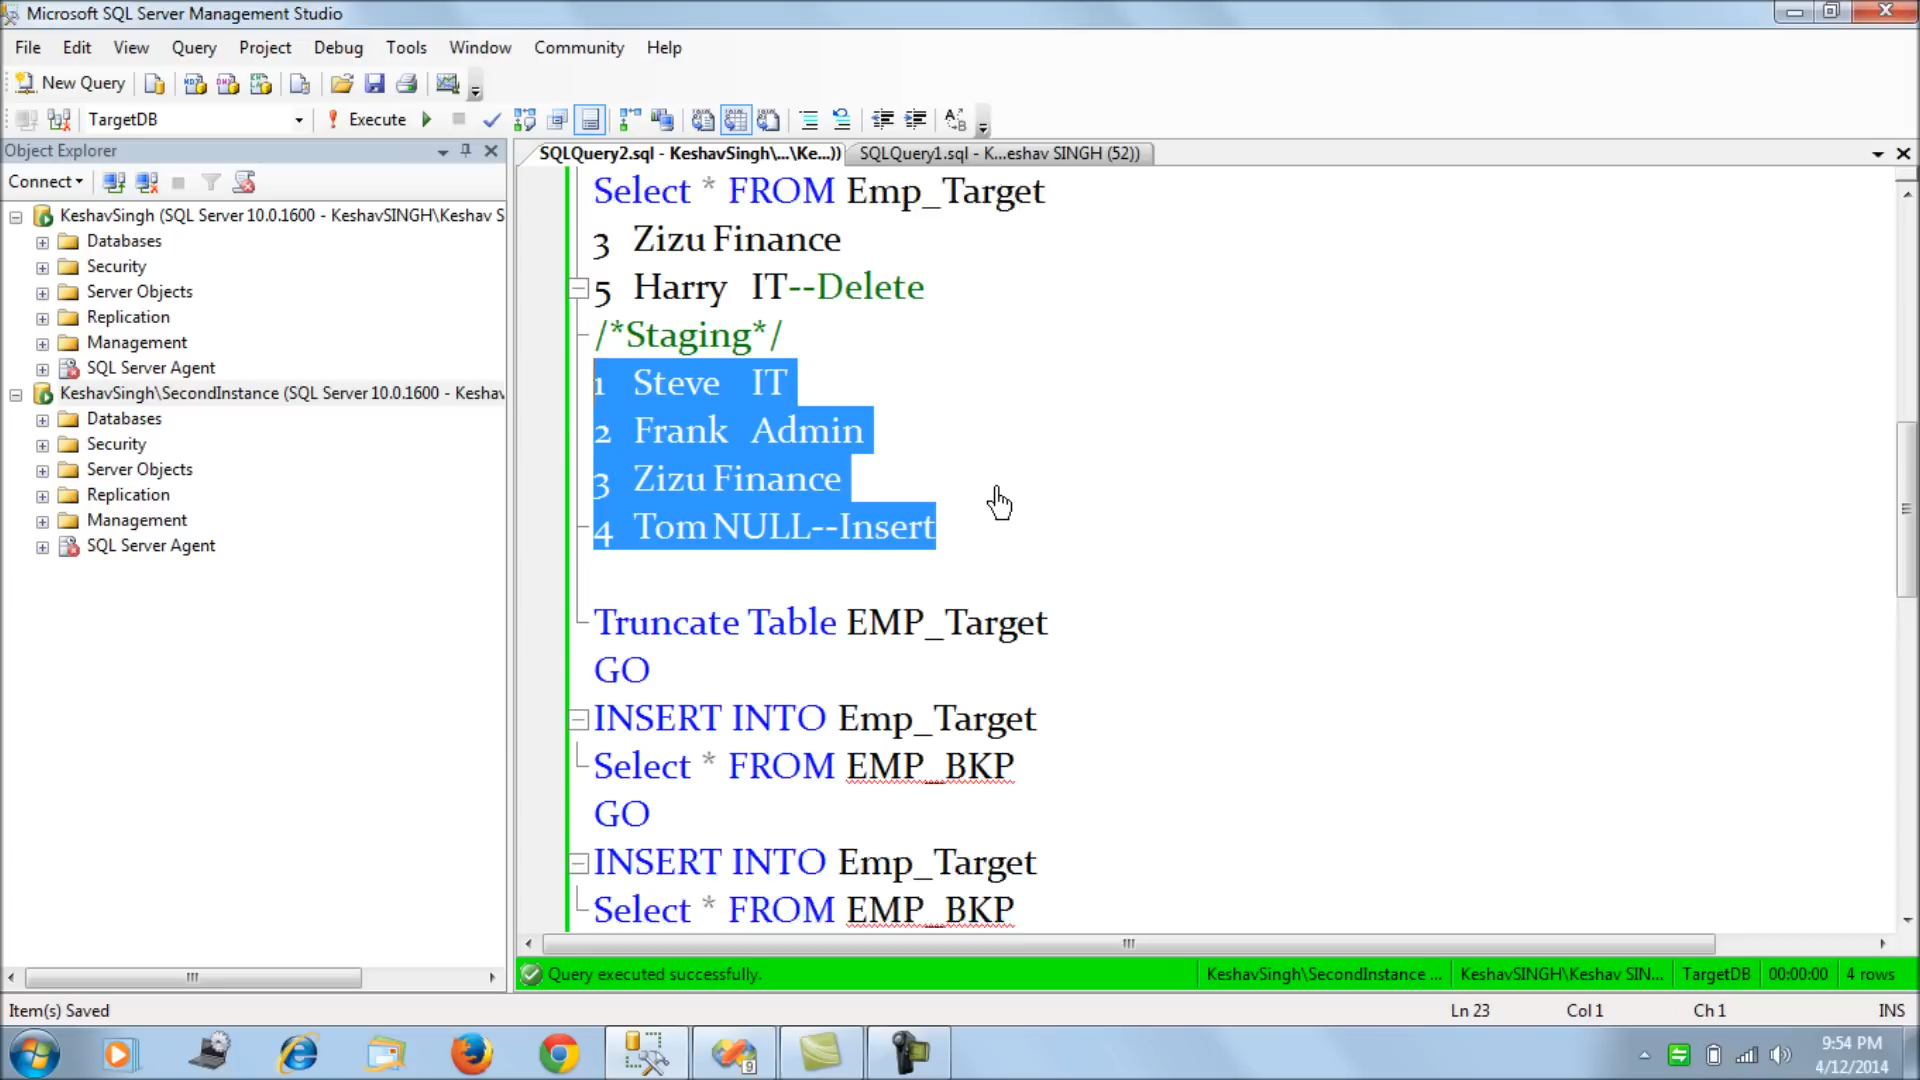 Microsoft SQL Server Management Studio
File Edit View Query Project Debug Tools Window Community Help
New Query
TargetDB Execute
Object Explorer
SQLQuery2.sql - KeshavSingh\...\Ke...)) SQLQuery1.sql - K...eshav SINGH (52))
Connect
KeshavSingh (SQL Server 10.0.1600 - KeshavSINGH\Keshav S
Databases
Security
Server Objects
Replication
Management
SQL Server Agent
KeshavSingh\SecondInstance (SQL Server 10.0.1600 - Keshav
Databases
Security
Server Objects
Replication
Management
SQL Server Agent
Select * FROM Emp_Target
3 Zizu Finance
5 Harry IT--Delete
/*Staging*/
1 Steve IT
2 Frank Admin
3 Zizu Finance
4 Tom NULL--Insert
Truncate Table EMP_Target
GO
INSERT INTO Emp_Target
Select * FROM EMP_BKP
GO
INSERT INTO Emp_Target
Select * FROM EMP_BKP
Query executed successfully. KeshavSingh\SecondInstance ... KeshavSINGH\Keshav SIN... TargetDB 00:00:00 4 rows
Item(s) Saved Ln 23 Col 1 Ch 1 INS
9
9:54 PM
4/12/2014